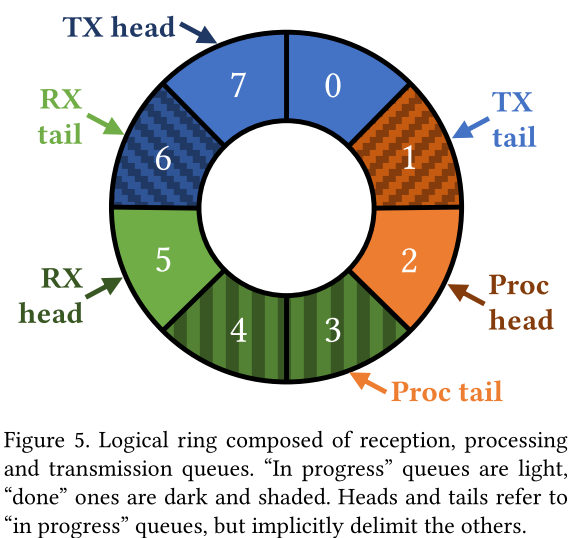 TX head
7
0
RX
tail
TX
tail
6
1
5
2
RX
head
Proc
head
4
3
Proc tail
Figure 5. Logical ring composed of reception, processing
and transmission queues. “In progress” queues are light,
“done” ones are dark and shaded. Heads and tails refer to
“in progress” queues, but implicitly delimit the others.